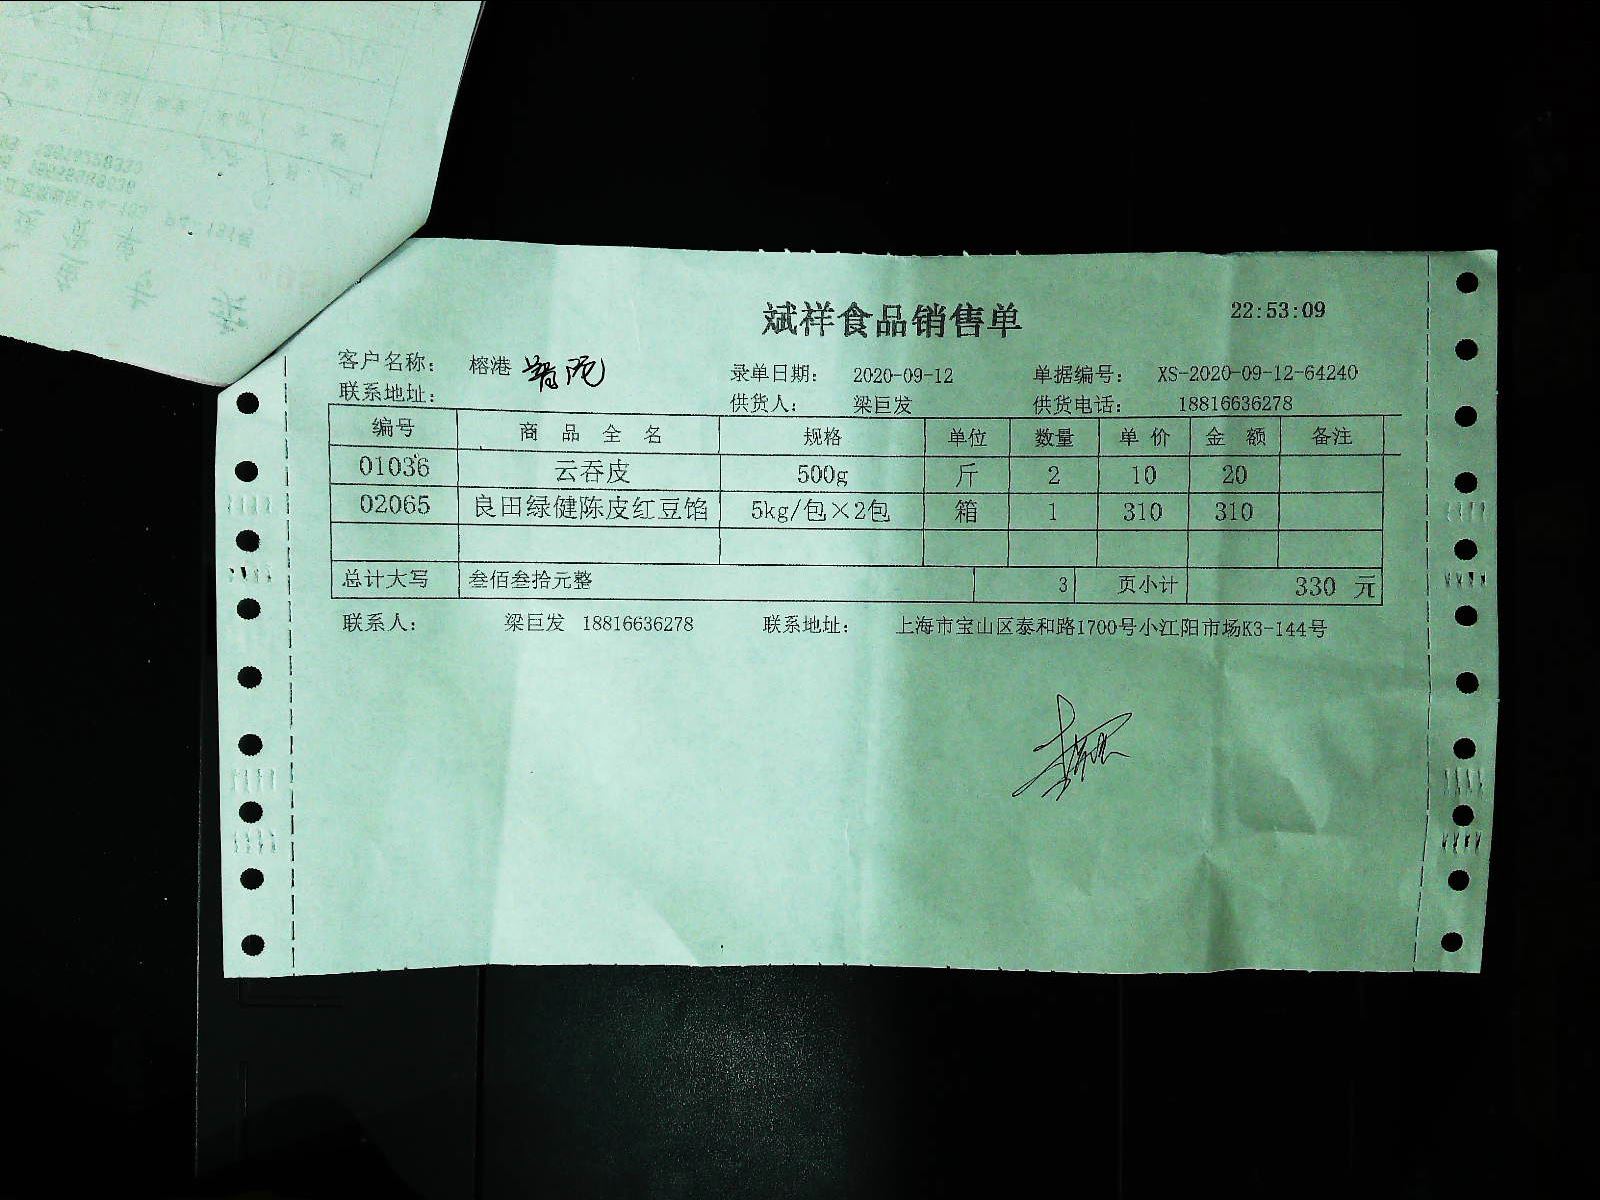 斌祥食品销售单
22:53:09
客户名称： 榕港 普陀 录单日期： 2020-09-12 单据编号： XS-2020-09-12-64240
联系地址： 供货人： 梁巨发 供货电话： 18816636278
编号 商品全名 规格 单位 数量 单价 金额 备注
01036 云吞皮 500g 斤 2 10 20
02065 良田绿健陈皮红豆馅 5kg/包×2包 箱 1 310 310
总计大写 叁佰叁拾元整 3 页小计 330 元
联系人： 梁巨发 18816636278 联系地址： 上海市宝山区泰和路1700号小江阳市场K3-144号